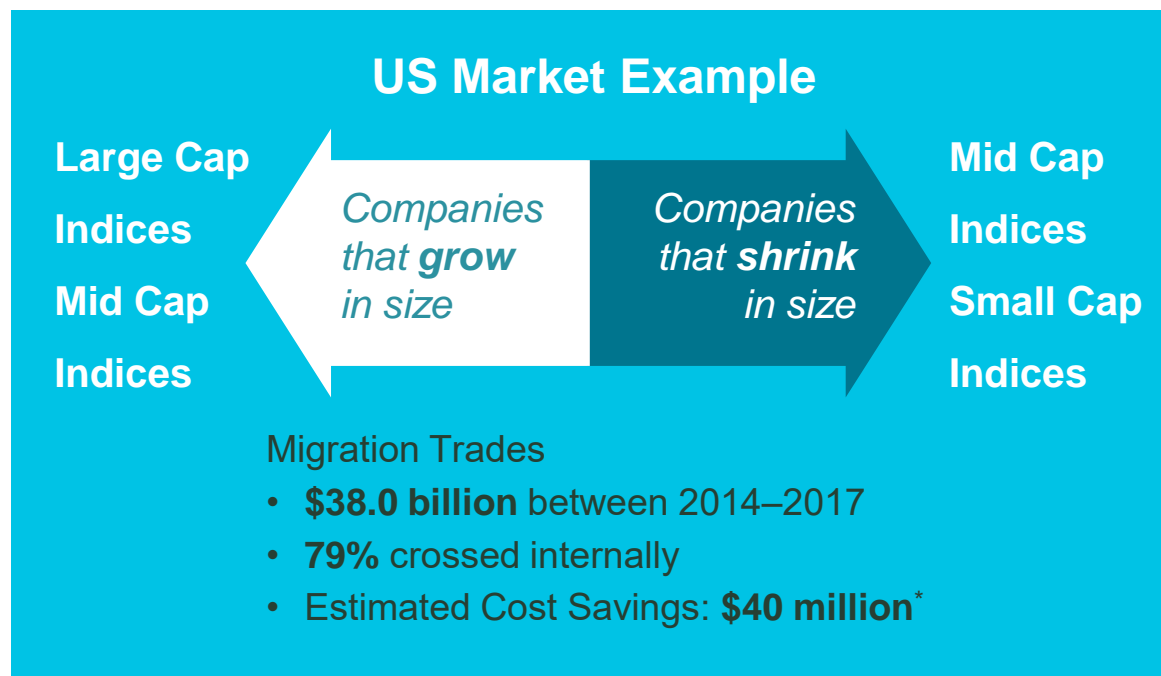 US Market Example
Large Cap
Indices
Mid Cap
Indices
Companies
that grow
in size
Companies
that shrink
in size
Mid Cap
Indices
Small Cap
Indices
Migration Trades
• $38.0 billion between 2014–2017
• 79% crossed internally
• Estimated Cost Savings: $40 million*